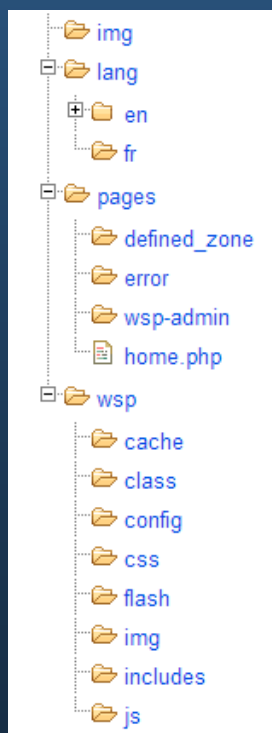 img
lang
en
fr
pages
defined_zone
error
wsp-admin
home.php
wsp
cache
class
config
css
flash
img
includes
js